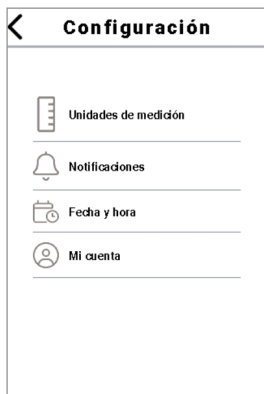 Configuración
Unidades de medición
Notificaciones
Fecha y hora
Mi cuenta